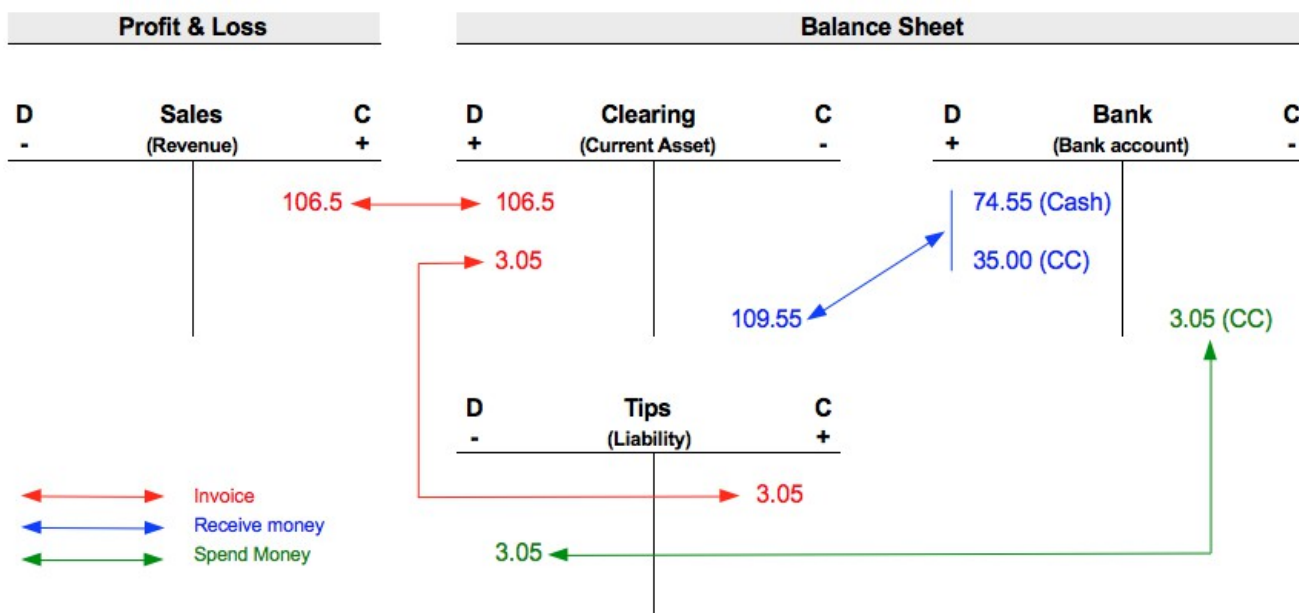 Profit & Loss Balance Sheet
D Sales C D Clearing C D Bank C
- (Revenue) + + (Current Asset) - + (Bank account) -
106.5 106.5 74.55 (Cash)
3.05 35.00 (CC)
109.55 3.05 (CC)
D Tips C
- (Liability) +
Invoice 3.05
Receive money
Spend Money 3.05